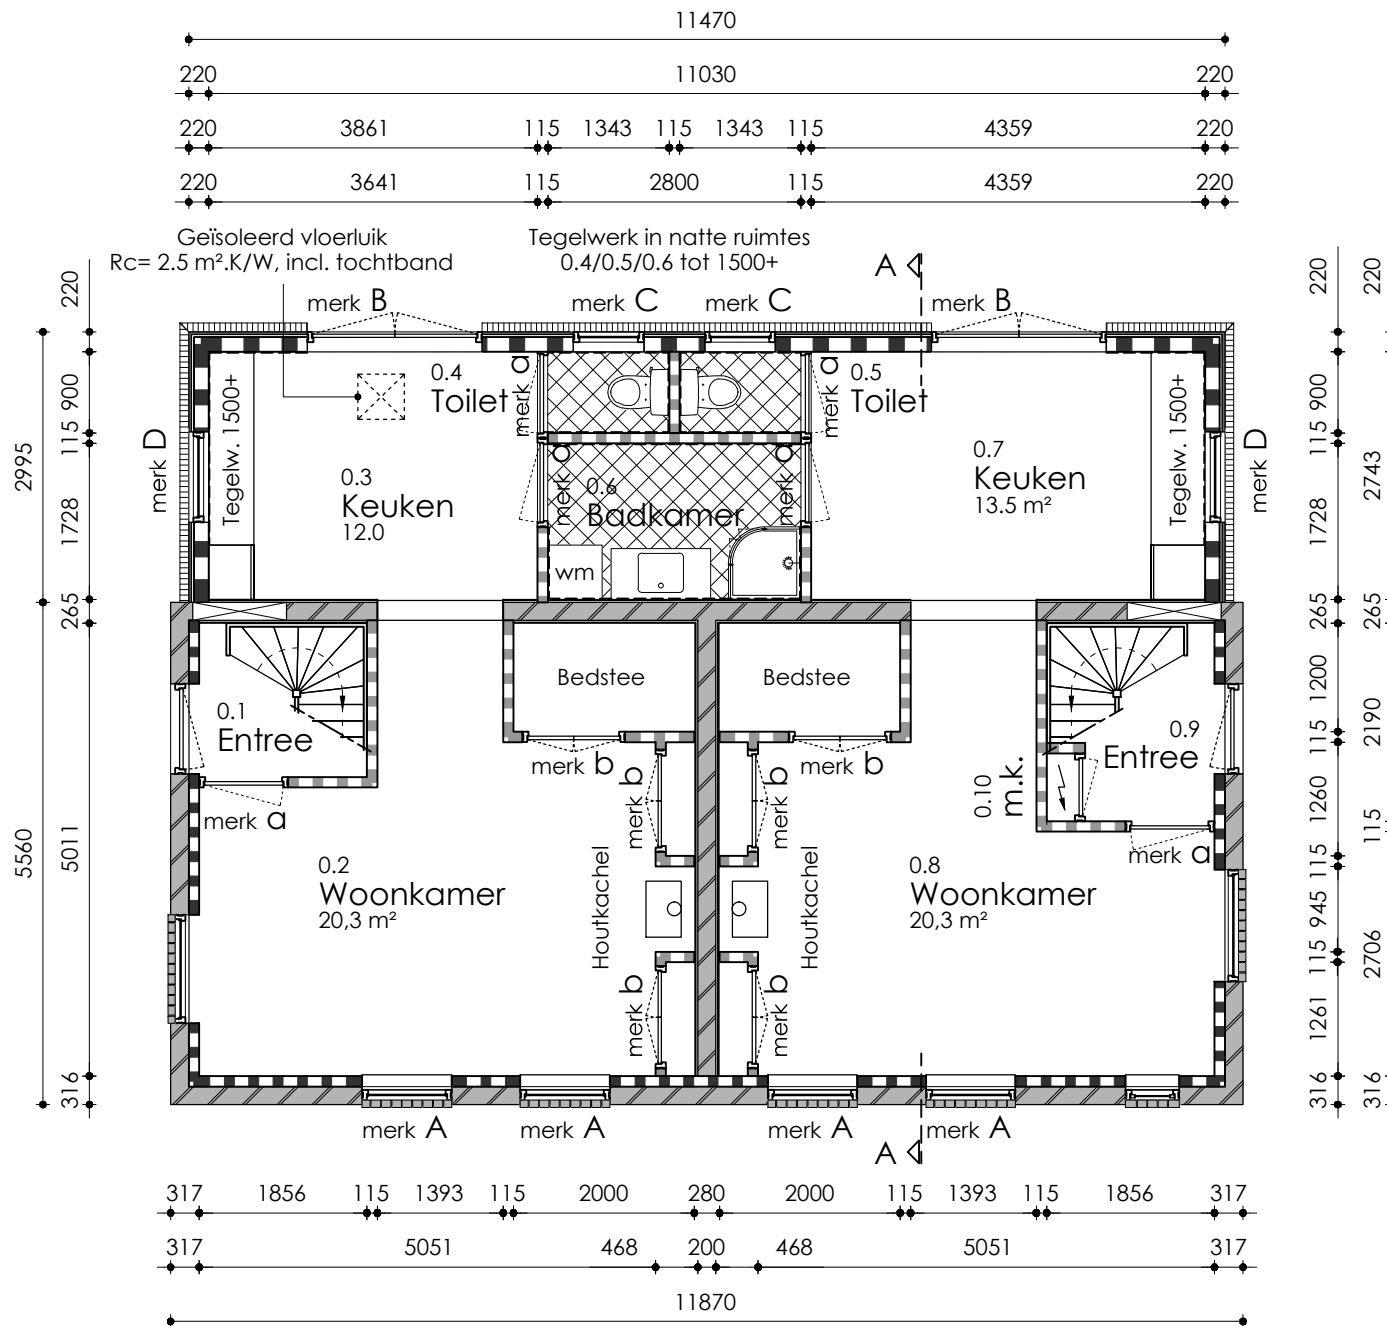 11470
220 11030 220
220 3861 115 1343 115 1343 115 4359 220
220 3641 115 2800 115 4359 220
Geïsoleerd vloerluik
Rc= 2.5 m².K/W, incl. tochtband
Tegelwerk in natte ruimtes
0.4/0.5/0.6 tot 1500+
A
merk B
merk C
merk C
merk B
220
900
115
1728
265
5011
316
2995
5560
merk D
Tegelw. 1500+
0.4
Toilet
merk a
merk a
0.5
Toilet
0.3
Keuken
12.0
merk a
0.6
Badkamer
merk a
wm
0.7
Keuken
13.5 m²
Tegelw. 1500+
merk D
220
900
115
1728
265
1200
115
1260
115
945
115
1261
316
220
2743
265
2190
115
2706
316
0.1
Entree
merk a
Bedstee
Bedstee
merk b
merk b
merk b
merk b
0.10
m.k.
0.9
Entree
merk a
0.2
Woonkamer
20,3 m²
Houtkachel
Houtkachel
0.8
Woonkamer
20,3 m²
merk b
merk b
merk A
merk A
merk A
merk A
A
317 1856 115 1393 115 2000 280 2000 115 1393 115 1856 317
317 5051 468 200 468 5051 317
11870